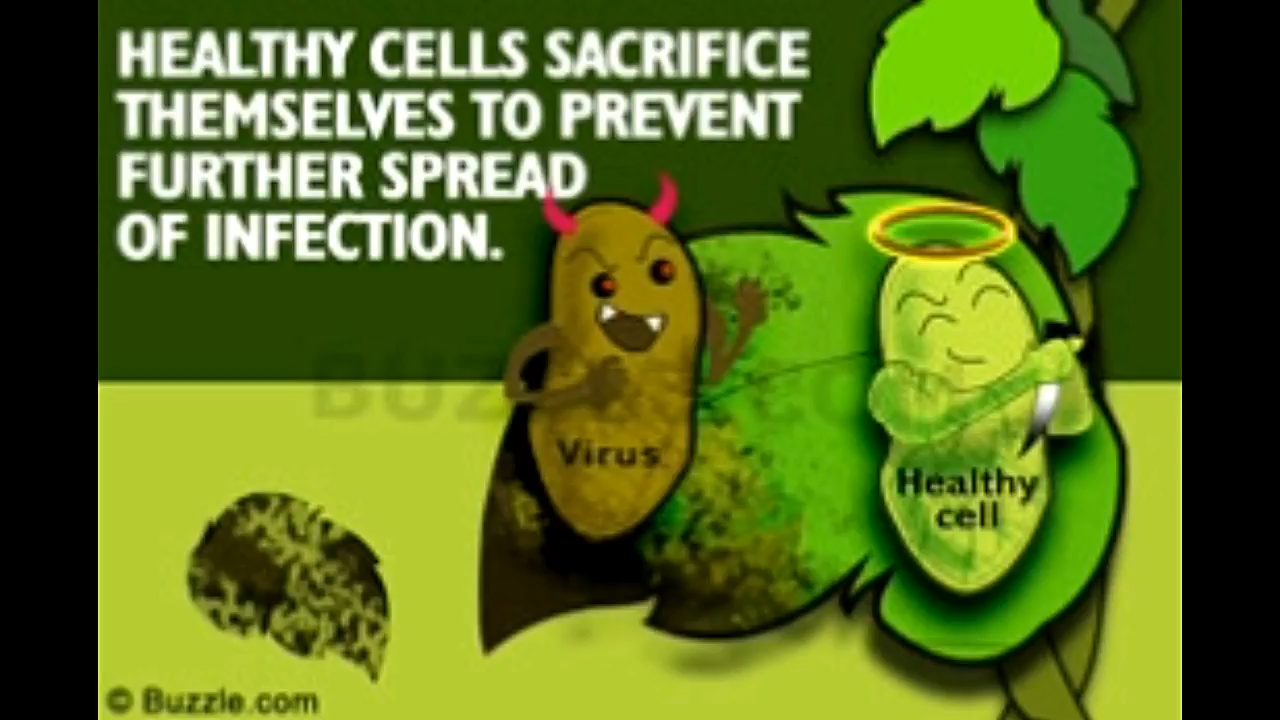 HEALTHY CELLS SACRIFICE
THEMSELVES TO PREVENT
FURTHER SPREAD
OF INFECTION.
Virus
Healthy
cell
© Buzzle.com